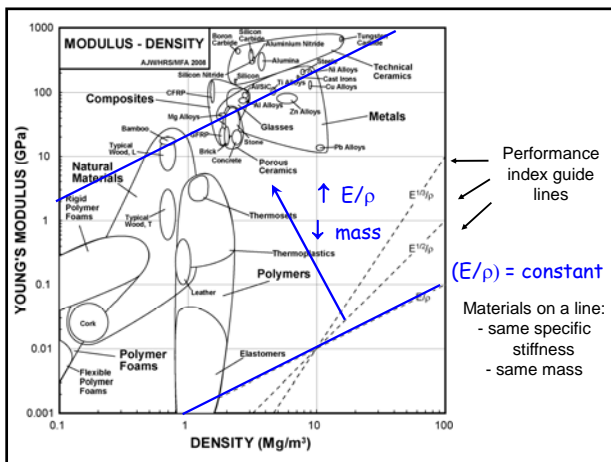 MODULUS - DENSITY
AJW/HRS/MFA 2008
1000
100
10
1
0.1
0.01
0.001
YOUNG'S MODULUS (GPa)
0.1
1
10
100
DENSITY (Mg/m³)
Boron
Carbide
Silicon
Carbide
Aluminium Nitride
Alumina
Tungsten
Carbide
Steels
Ni Alloys
Cast Irons
Cu Alloys
Technical
Ceramics
Silicon Nitride
Silicon
Al/SiC
Ti Alloys
CFRP
Composites
Al Alloys
Zn Alloys
Mg Alloys
Glasses
Metals
Bamboo
GFRP
Stone
Pb Alloys
Typical
Wood, L
Brick
Concrete
Porous
Ceramics
Natural
Materials
Rigid
Polymer
Foams
Typical
Wood, T
Thermosets
Thermoplastics
Polymers
Leather
Cork
Polymer
Foams
Flexible
Polymer
Foams
Elastomers
↑ E/ρ
↓ mass
E^1/3/ρ
E^1/2/ρ
E/ρ
Performance
index guide
lines
(E/ρ) = constant
Materials on a line:
- same specific
stiffness
- same mass